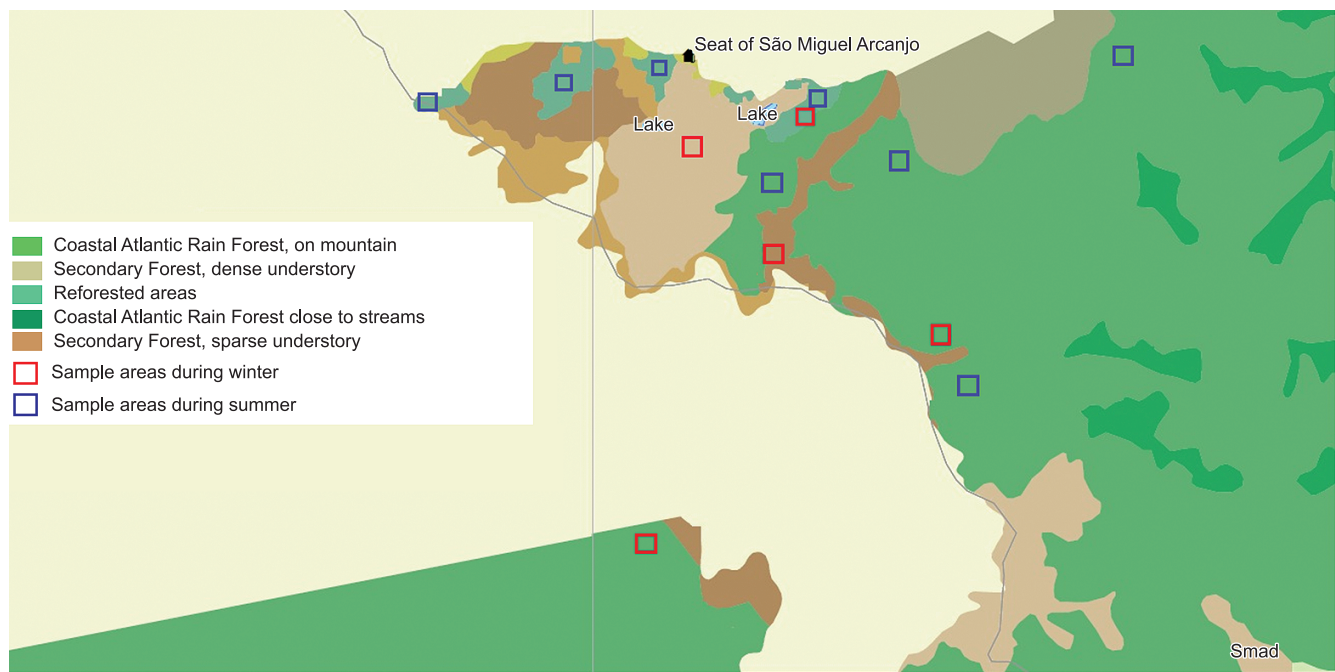 Seat of São Miguel Arcanjo
Lake
Lake
Coastal Atlantic Rain Forest, on mountain
Secondary Forest, dense understory
Reforested areas
Coastal Atlantic Rain Forest close to streams
Secondary Forest, sparse understory
Sample areas during winter
Sample areas during summer
Smad